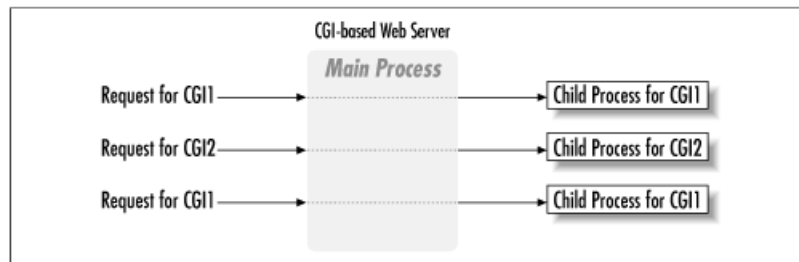 CGI-based Web Server
Main Process
Request for CGI1
Child Process for CGI1
Request for CGI2
Child Process for CGI2
Request for CGI1
Child Process for CGI1